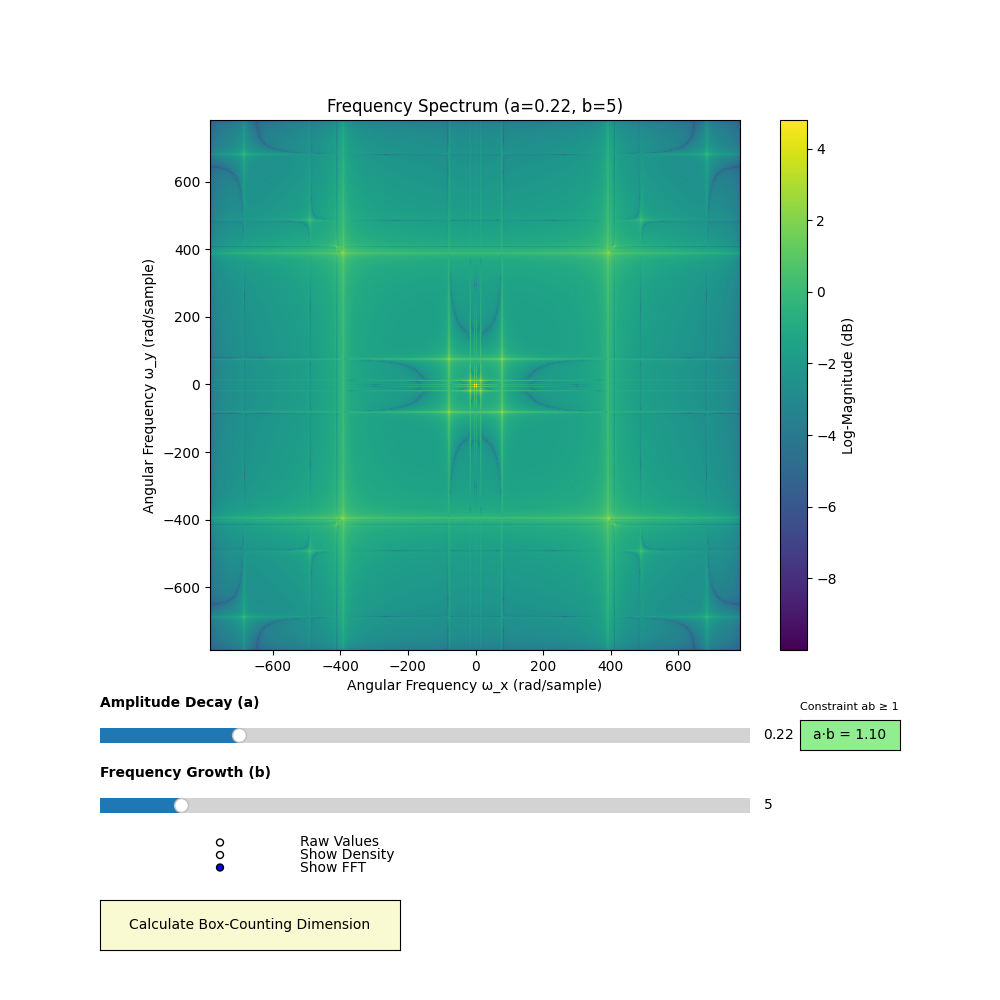 Frequency Spectrum (a=0.22, b=5)
4
2
0
−2
−4
−6
−8
Log-Magnitude (dB)
600
400
200
0
−200
−400
−600
Angular Frequency ω_y (rad/sample)
−600 −400 −200 0 200 400 600
Angular Frequency ω_x (rad/sample)
Amplitude Decay (a)
0.22
Constraint ab ≥ 1
a·b = 1.10
Frequency Growth (b)
5
Raw Values
Show Density
Show FFT
Calculate Box-Counting Dimension